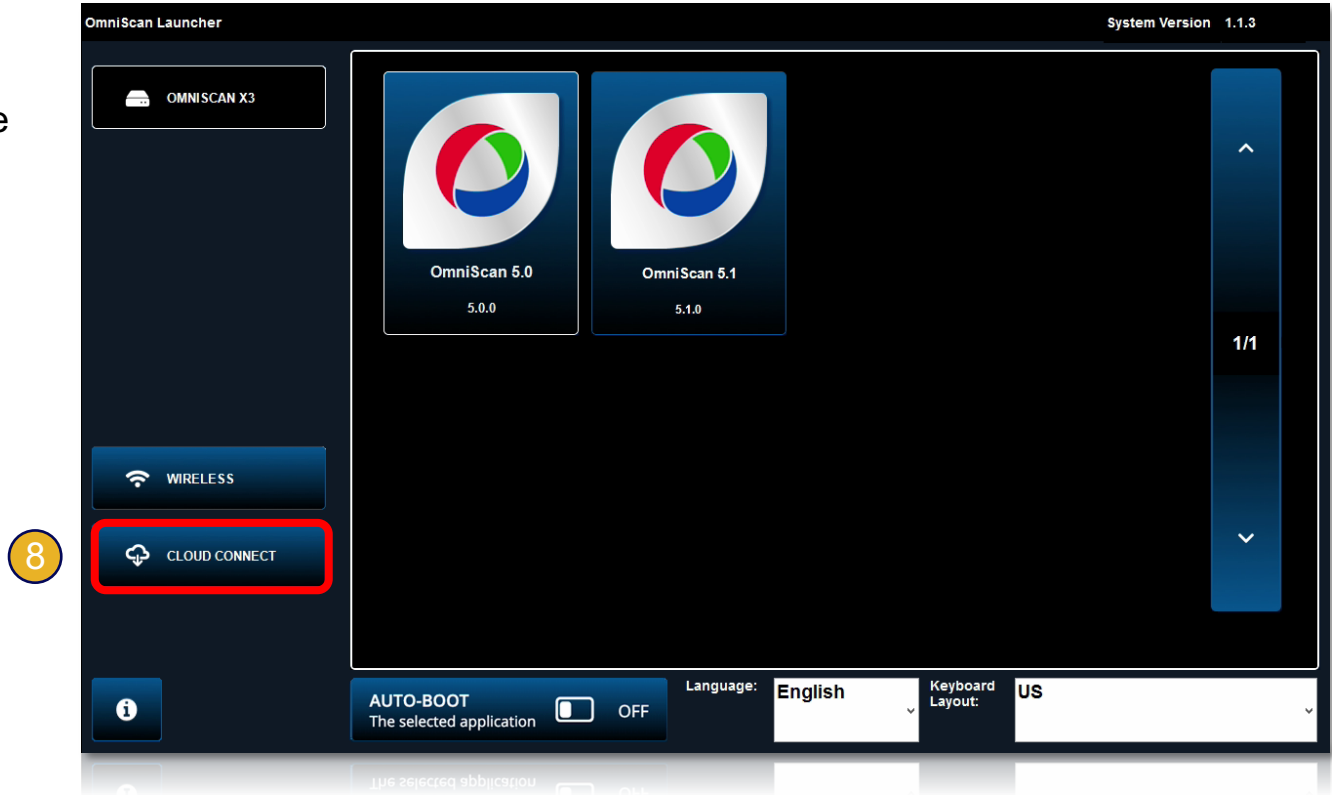 OmniScan Launcher
System Version 1.1.3
e
OMNISCAN X3
OmniScan 5.0
5.0.0
OmniScan 5.1
5.1.0
1/1
WIRELESS
8
CLOUD CONNECT
i
AUTO-BOOT
The selected application
OFF
Language:
English
Keyboard
Layout:
US